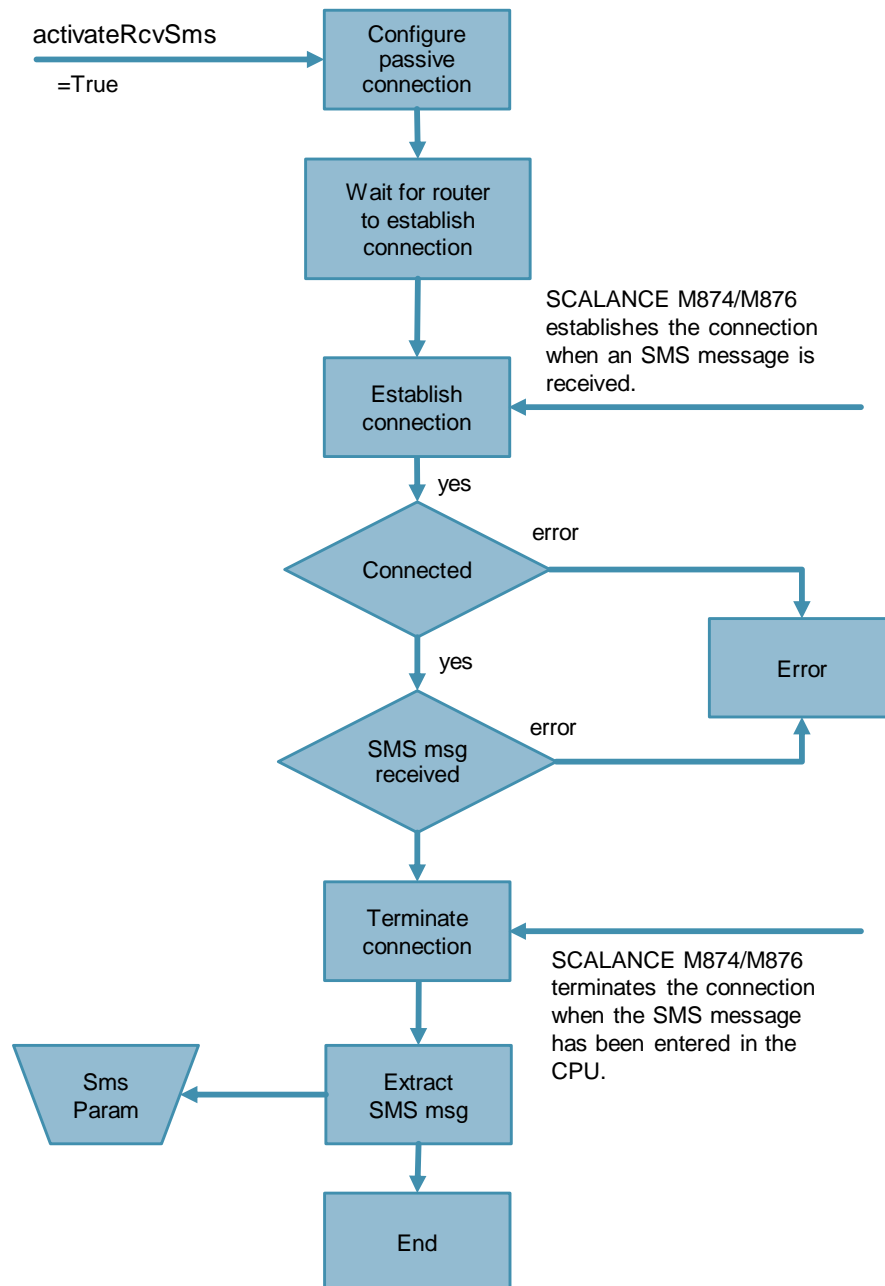 activateRcvSms
=True
Configure
passive
connection
Wait for router
to establish
connection
SCALANCE M874/M876
establishes the connection
when an SMS message is
received.
Establish
connection
yes
error
Connected
yes
Error
error
SMS msg
received
Terminate
connection
SCALANCE M874/M876
terminates the connection
when the SMS message
has been entered in the
CPU.
Sms
Param
Extract
SMS msg
End